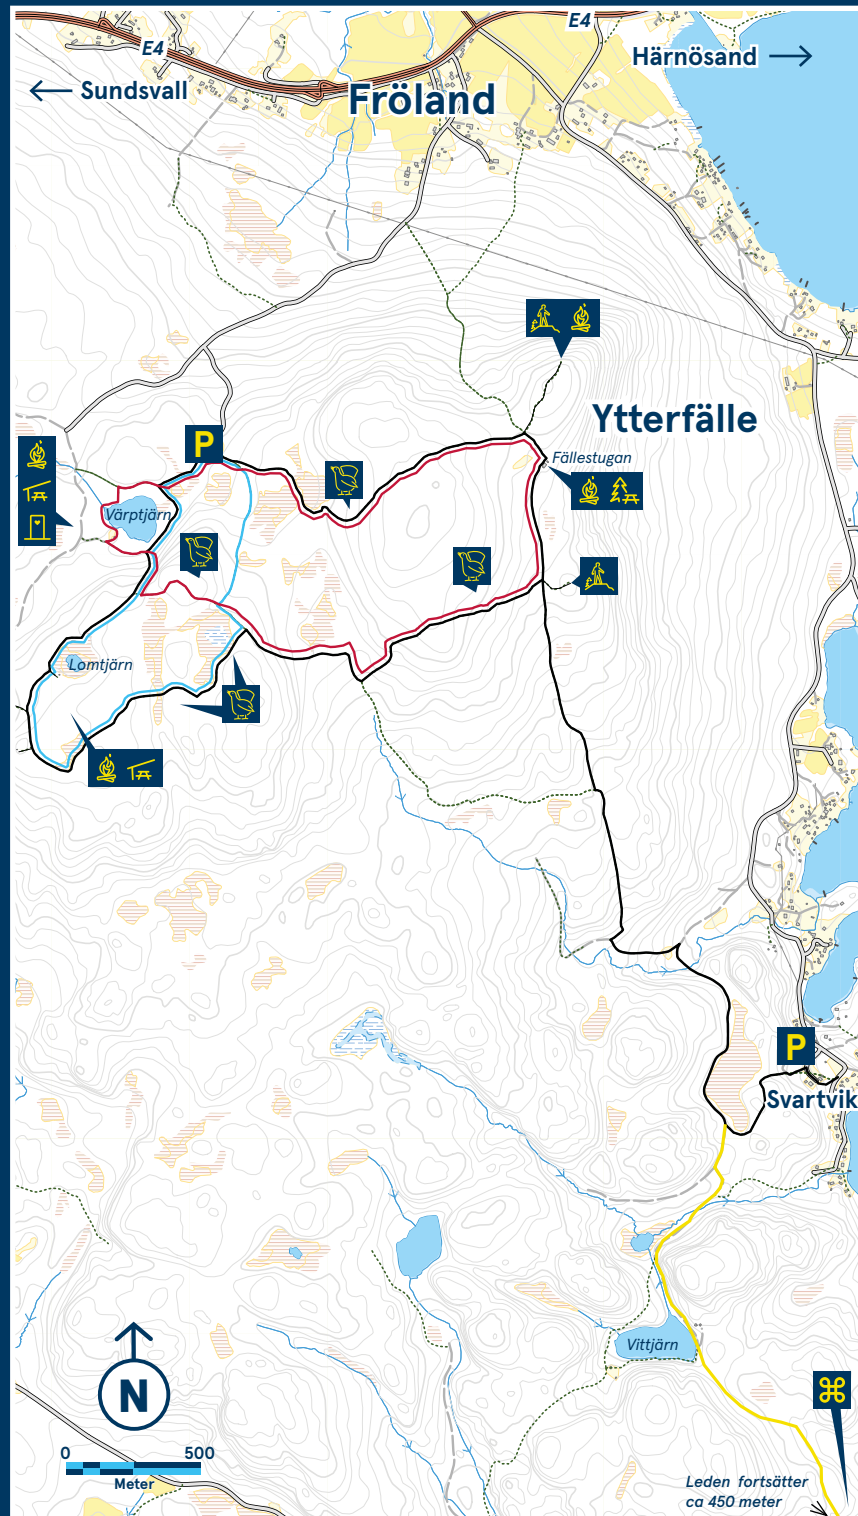 E4
E4
Härnösand
Sundsvall
Fröland
Ytterfälle
P
Fällestugan
Värptjärn
Lomtjärn
P
Svartvik
Vittjärn
N
0 500
Meter
Leden fortsätter
ca 450 meter